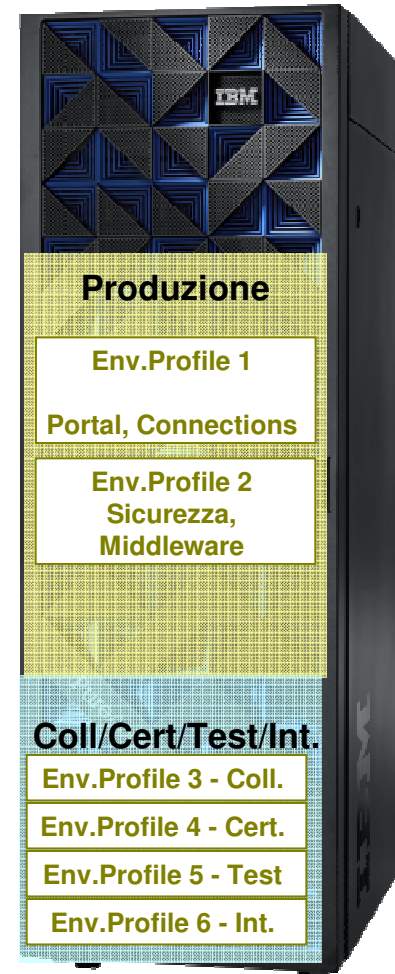 IBM
Produzione
Env.Profile 1
Portal, Connections
Env.Profile 2
Sicurezza,
Middleware
Coll/Cert/Test/Int.
Env.Profile 3 - Coll.
Env.Profile 4 - Cert.
Env.Profile 5 - Test
Env.Profile 6 - Int.
IBM